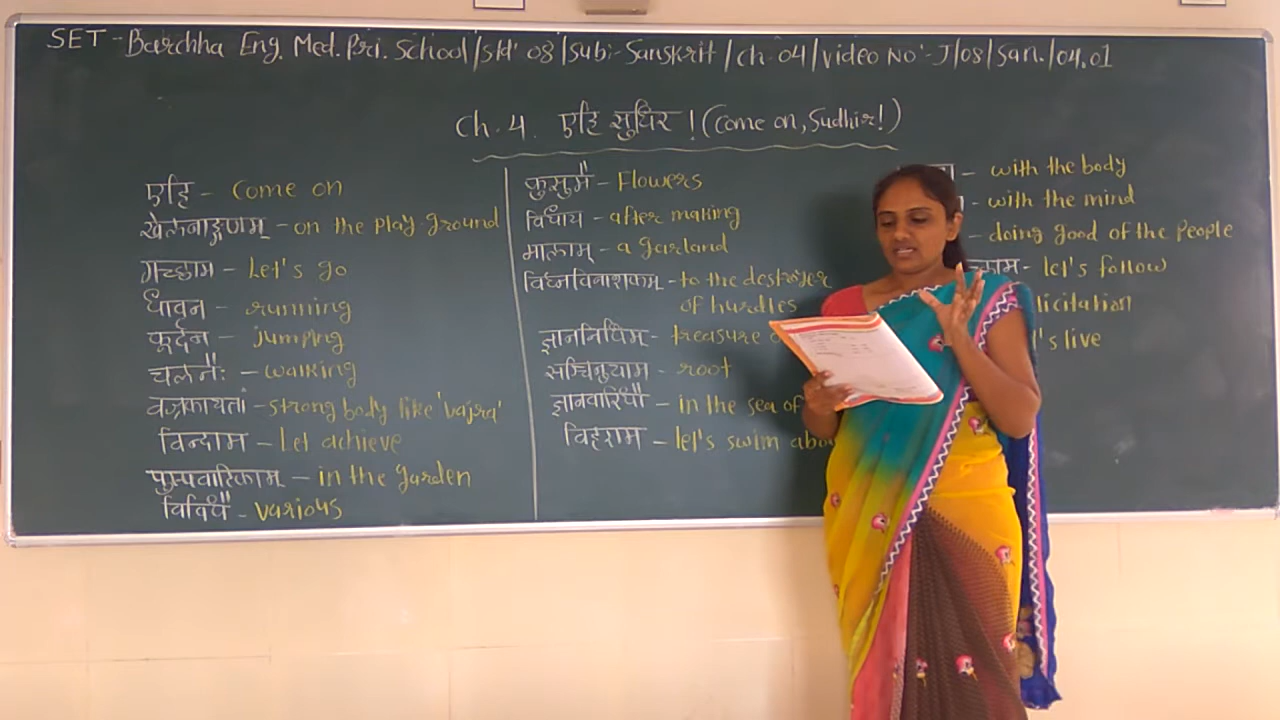 SET - Barchha Eng. Med. Pri. School/Std' 08/Sub:- Sanskrit/ch. 04/Video No:- J/08/San./04.01
Ch. 4. एहि सुधिर ! (Come on, Sudhir!)
एहि - Come on
खेलनाङ्गणम् - on the play ground
गच्छाम - Let's go
धावन - running
कूर्दन - jumping
चलनैः - walking
वज्रकायतां - strong body like 'vajra'
विन्दाम - Let achieve
पुष्पवाटिकाम् - in the garden
विविधै - various
कुसुमै - Flowers
विधाय - after making
मालाम् - a garland
विघ्नविनाशकम् - to the destroyer
of hurdles
ज्ञाननिधिम् - treasure
सञ्चिनुयाम - root
ज्ञानवारिधौ - in the sea of
विहराम - let's swim
- with the body
- with the mind
- doing good of the people
- let's follow
live